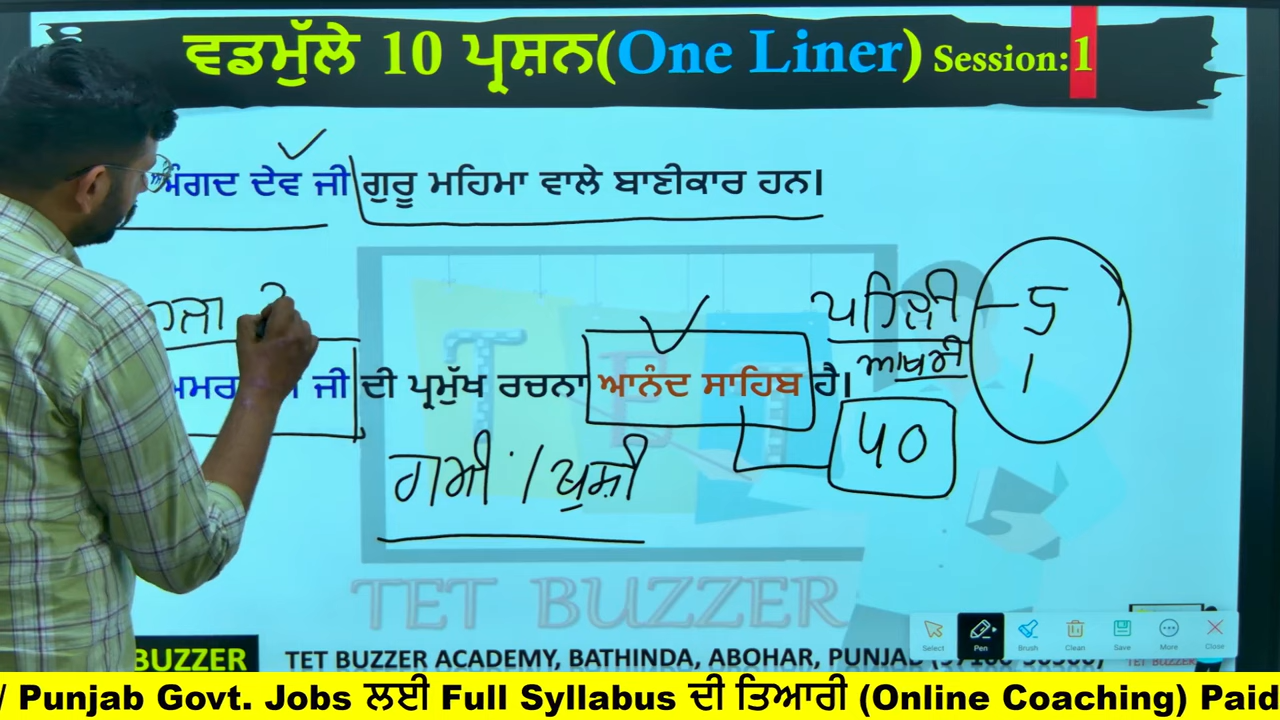 ਵਡਮੁੱਲੇ 10 ਪ੍ਰਸ਼ਨ(One Liner) Session:1
ਅੰਗਦ ਦੇਵ ਜੀ ਗੁਰੂ ਮਹਿਮਾ ਵਾਲੇ ਬਾਣੀਕਾਰ ਹਨ।
ਪਹਿਲੀ - 5
ਆਖਰੀ 1
ਜੀ ਦੀ ਪ੍ਰਮੁੱਖ ਰਚਨਾ ਆਨੰਦ ਸਾਹਿਬ ਹੈ।
40
ਗਮੀ / ਖੁਸ਼ੀ
TET
TET BUZZER
Select Pen Brush Clean Save More Close
BUZZER TET BUZZER ACADEMY, BATHINDA, ABOHAR, PUNJAB
/ Punjab Govt. Jobs ਲਈ Full Syllabus ਦੀ ਤਿਆਰੀ (Online Coaching) Paid